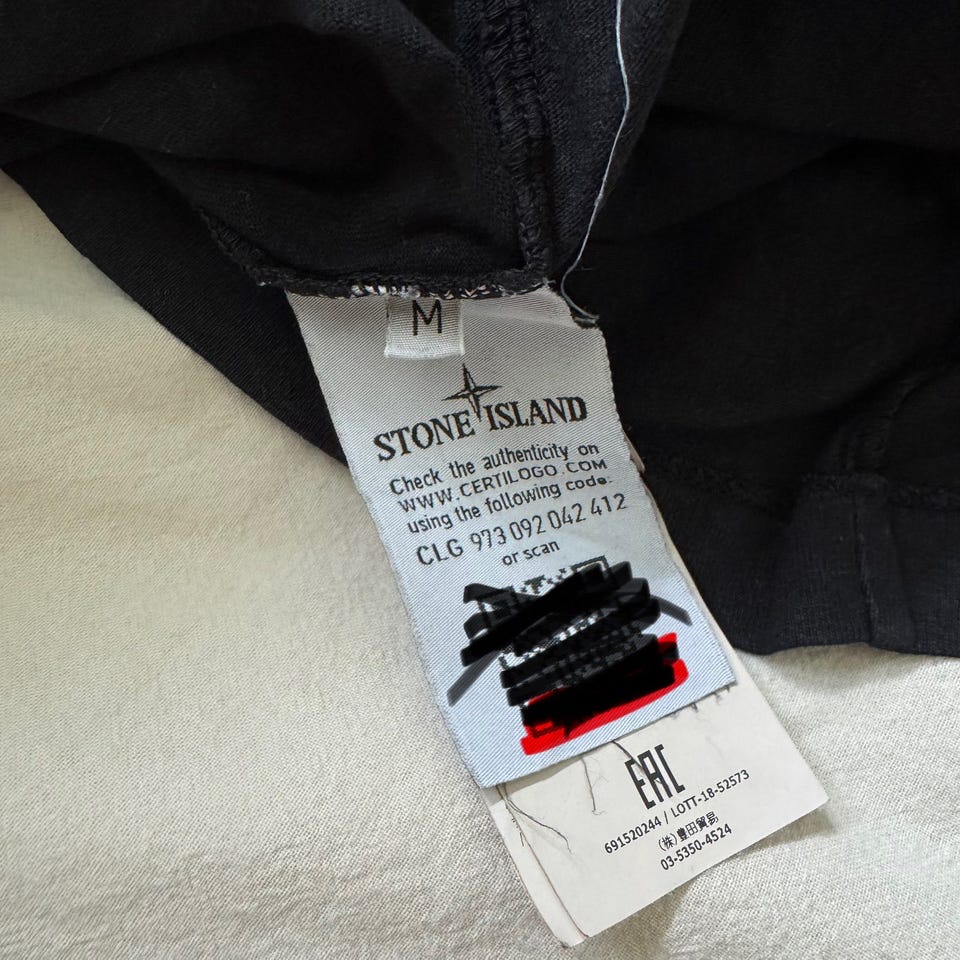 M
STONE ISLAND
Check the authenticity on
WWW.CERTILOGO.COM
using the following code:
CLG 973 092 042 412
or scan
EAC
691520244 / LOTT-18-52573
(株)豊田貿易
03-5350-4524